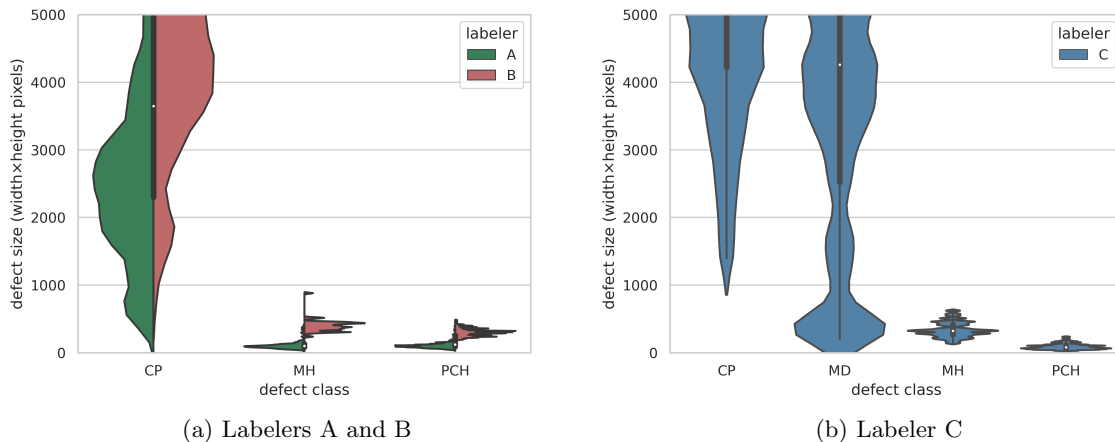 defect size (width×height pixels)
5000
4000
3000
2000
1000
0
labeler
A
B
CP
MH
PCH
defect class
(a) Labelers A and B
defect size (width×height pixels)
5000
4000
3000
2000
1000
0
labeler
C
CP
MD
MH
PCH
defect class
(b) Labeler C